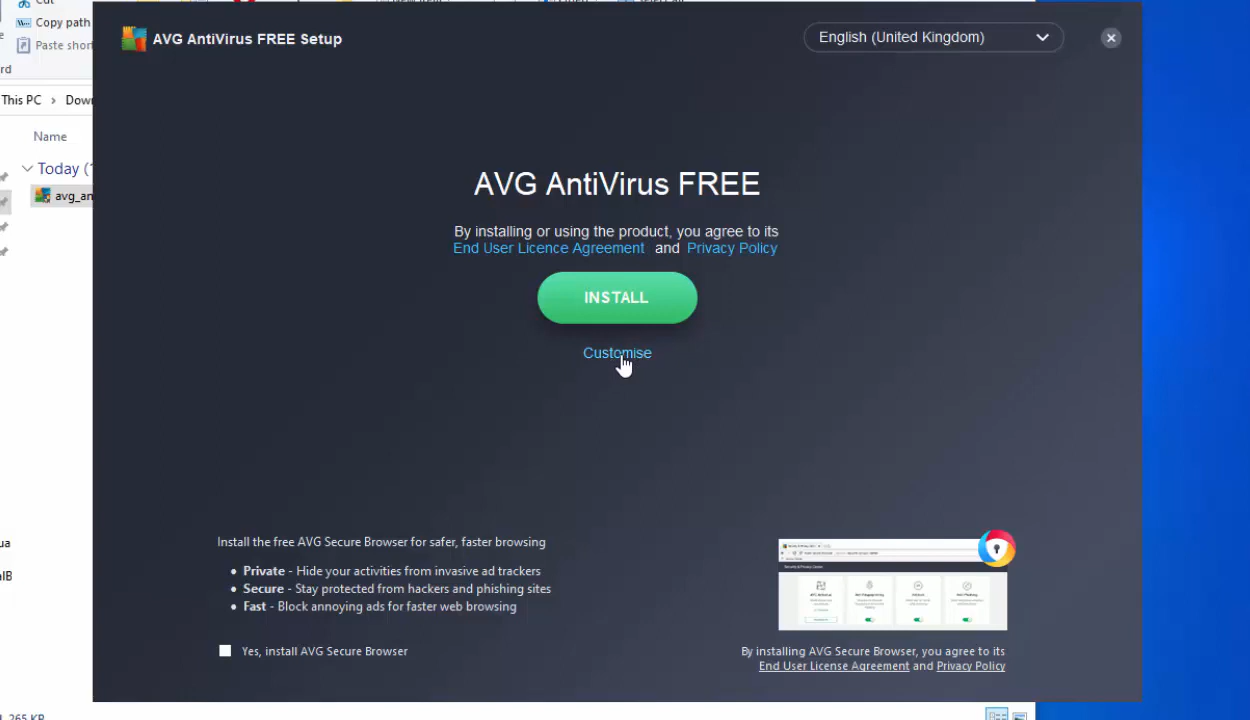 Cut
Copy path
Paste short
rd
AVG AntiVirus FREE Setup
English (United Kingdom)
This PC > Down
Name
Today (1
avg_an
AVG AntiVirus FREE
By installing or using the product, you agree to its
End User Licence Agreement and Privacy Policy
INSTALL
Customise
Install the free AVG Secure Browser for safer, faster browsing
• Private - Hide your activities from invasive ad trackers
• Secure - Stay protected from hackers and phishing sites
• Fast - Block annoying ads for faster web browsing
Yes, install AVG Secure Browser
By installing AVG Secure Browser, you agree to its
End User License Agreement and Privacy Policy
265 KB